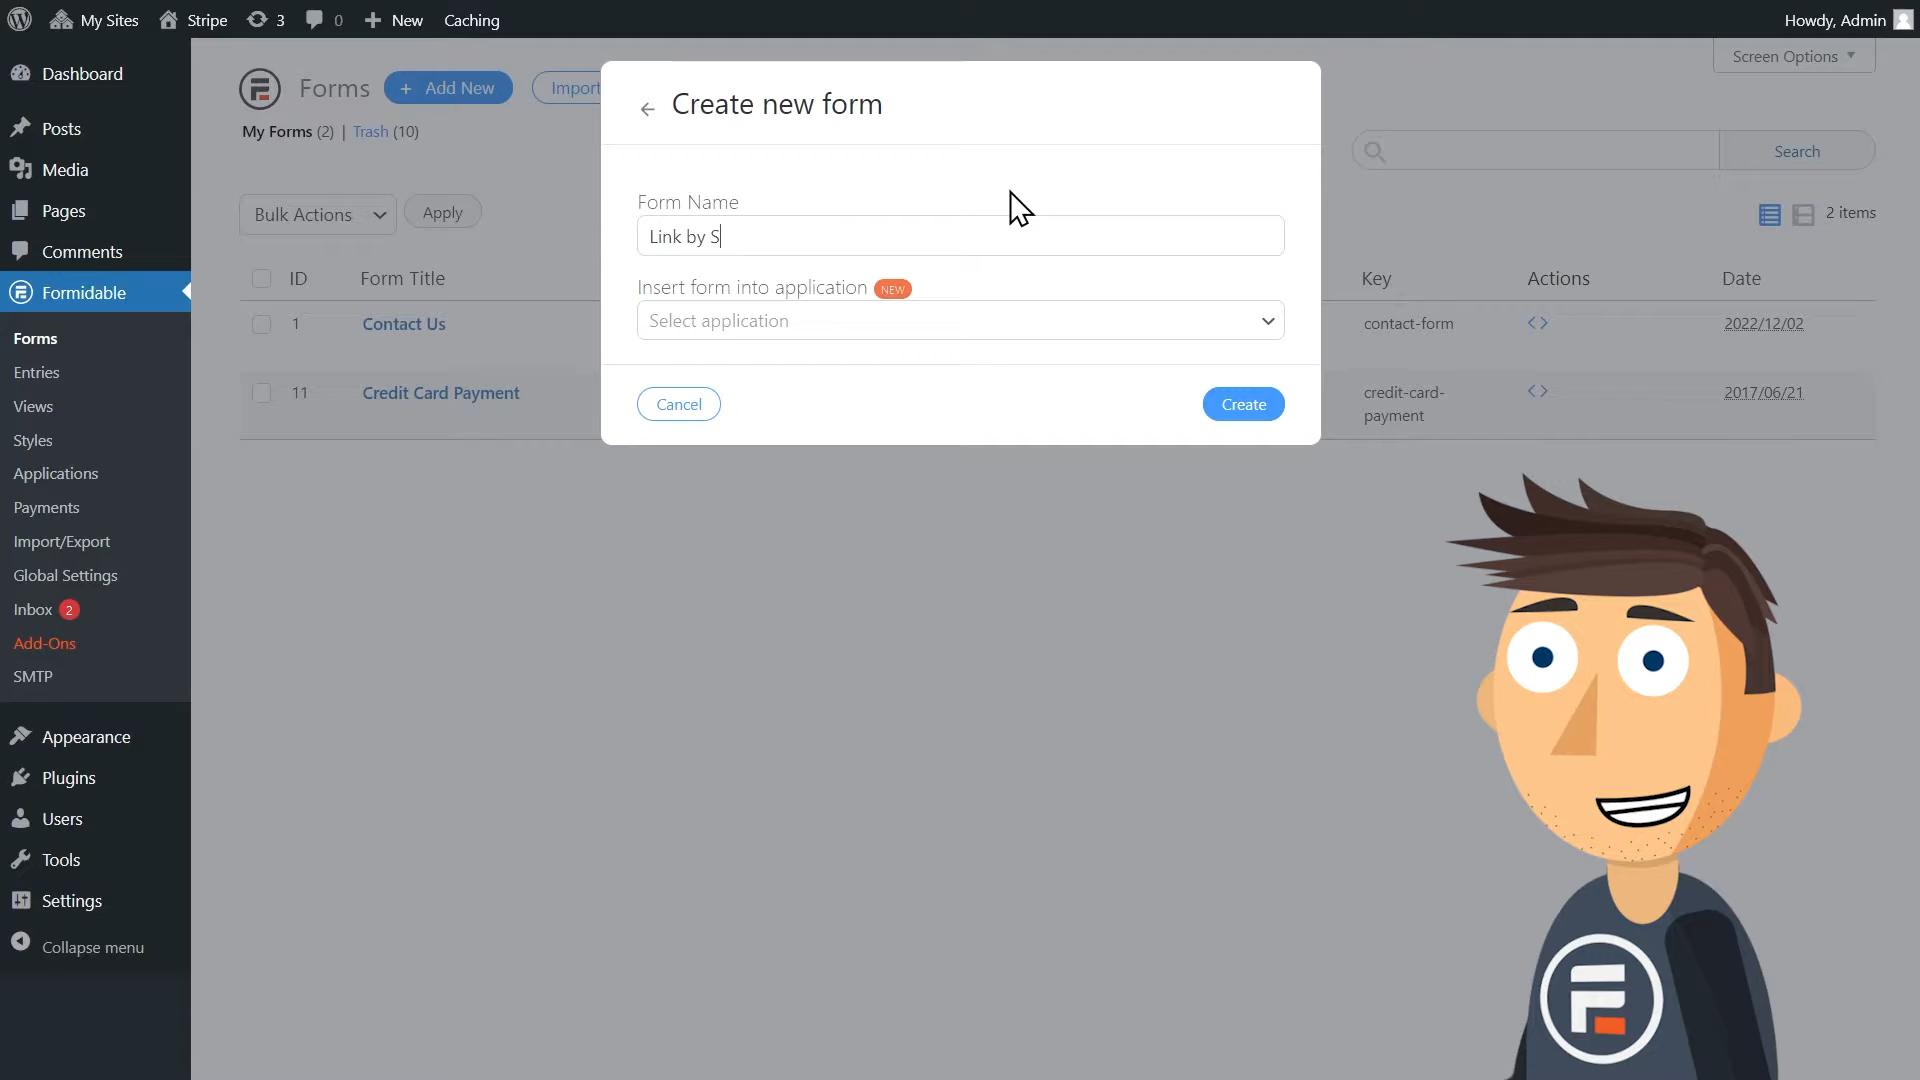 My Sites
Stripe
3
0
New
Caching
Howdy, Admin
Dashboard
Posts
Media
Pages
Comments
Formidable
Forms
Entries
Views
Styles
Applications
Payments
Import/Export
Global Settings
Inbox 2
Add-Ons
SMTP
Appearance
Plugins
Users
Tools
Settings
Collapse menu
Forms
+ Add New
Import
Screen Options
My Forms (2) | Trash (10)
Search
Bulk Actions
Apply
2 items
ID
Form Title
Key
Actions
Date
1
Contact Us
contact-form
2022/12/02
11
Credit Card Payment
credit-card-
payment
2017/06/21
Create new form
Form Name
Link by S
Insert form into application NEW
Select application
Cancel
Create